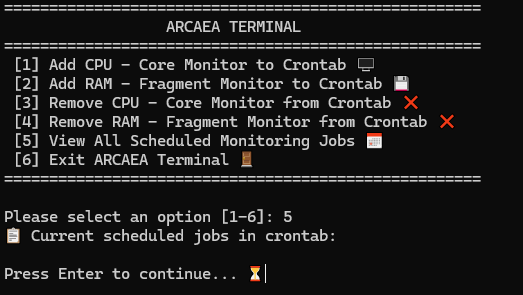 =====================================================
ARCAEA TERMINAL
=====================================================
[1] Add CPU – Core Monitor to Crontab 🖥️
[2] Add RAM – Fragment Monitor to Crontab 💾
[3] Remove CPU – Core Monitor from Crontab ❌
[4] Remove RAM – Fragment Monitor from Crontab ❌
[5] View All Scheduled Monitoring Jobs 📅
[6] Exit ARCAEA Terminal 🚪
=====================================================
Please select an option [1-6]: 5
📋 Current scheduled jobs in crontab:
Press Enter to continue... ⏳